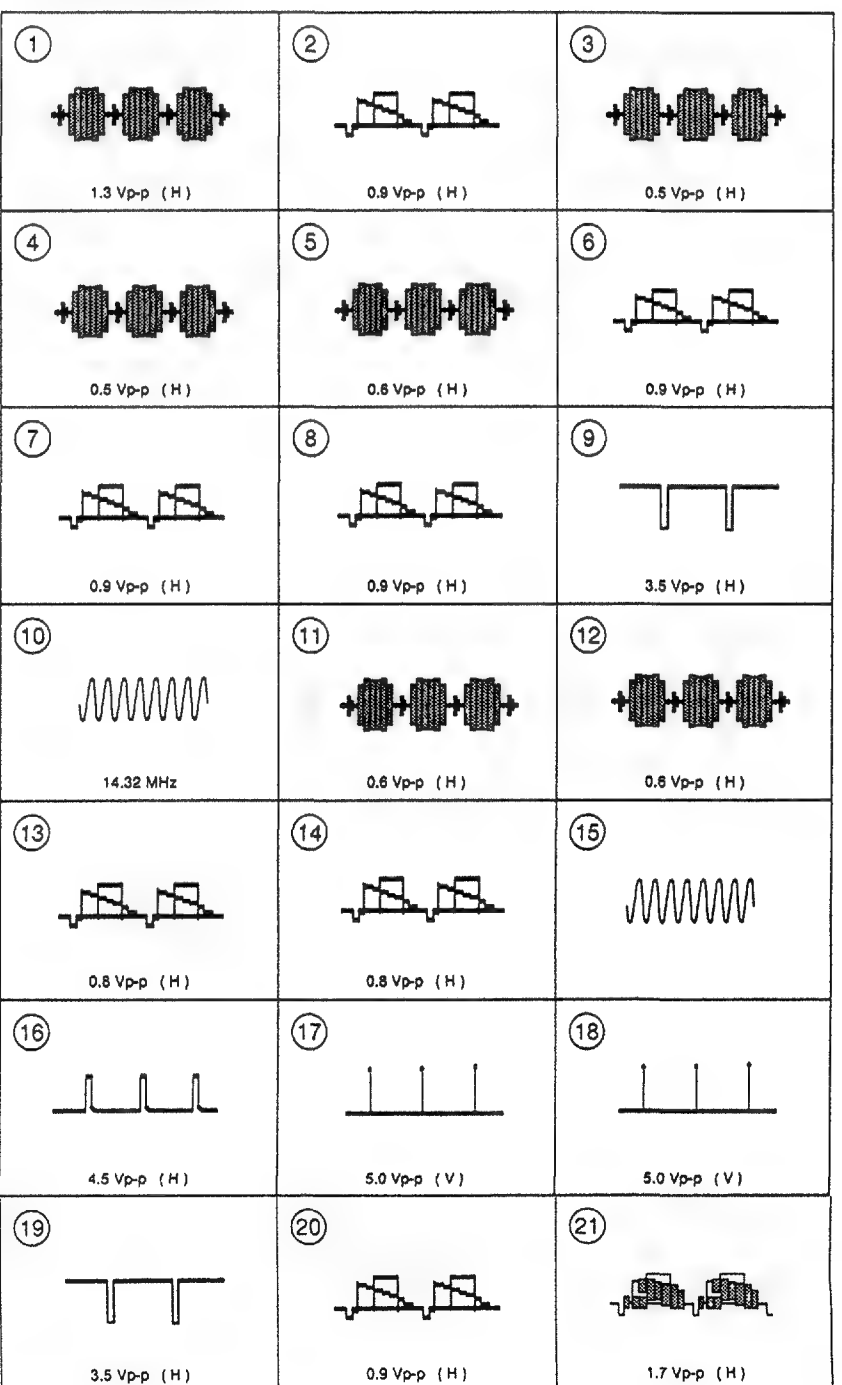 1 2 3
1.3 Vp-p (H) 0.9 Vp-p (H) 0.5 Vp-p (H)
4 5 6
0.5 Vp-p (H) 0.6 Vp-p (H) 0.9 Vp-p (H)
7 8 9
0.9 Vp-p (H) 0.9 Vp-p (H) 3.5 Vp-p (H)
10 11 12
14.32 MHz 0.6 Vp-p (H) 0.6 Vp-p (H)
13 14 15
0.8 Vp-p (H) 0.8 Vp-p (H)
16 17 18
4.5 Vp-p (H) 5.0 Vp-p (V) 5.0 Vp-p (V)
19 20 21
3.5 Vp-p (H) 0.9 Vp-p (H) 1.7 Vp-p (H)